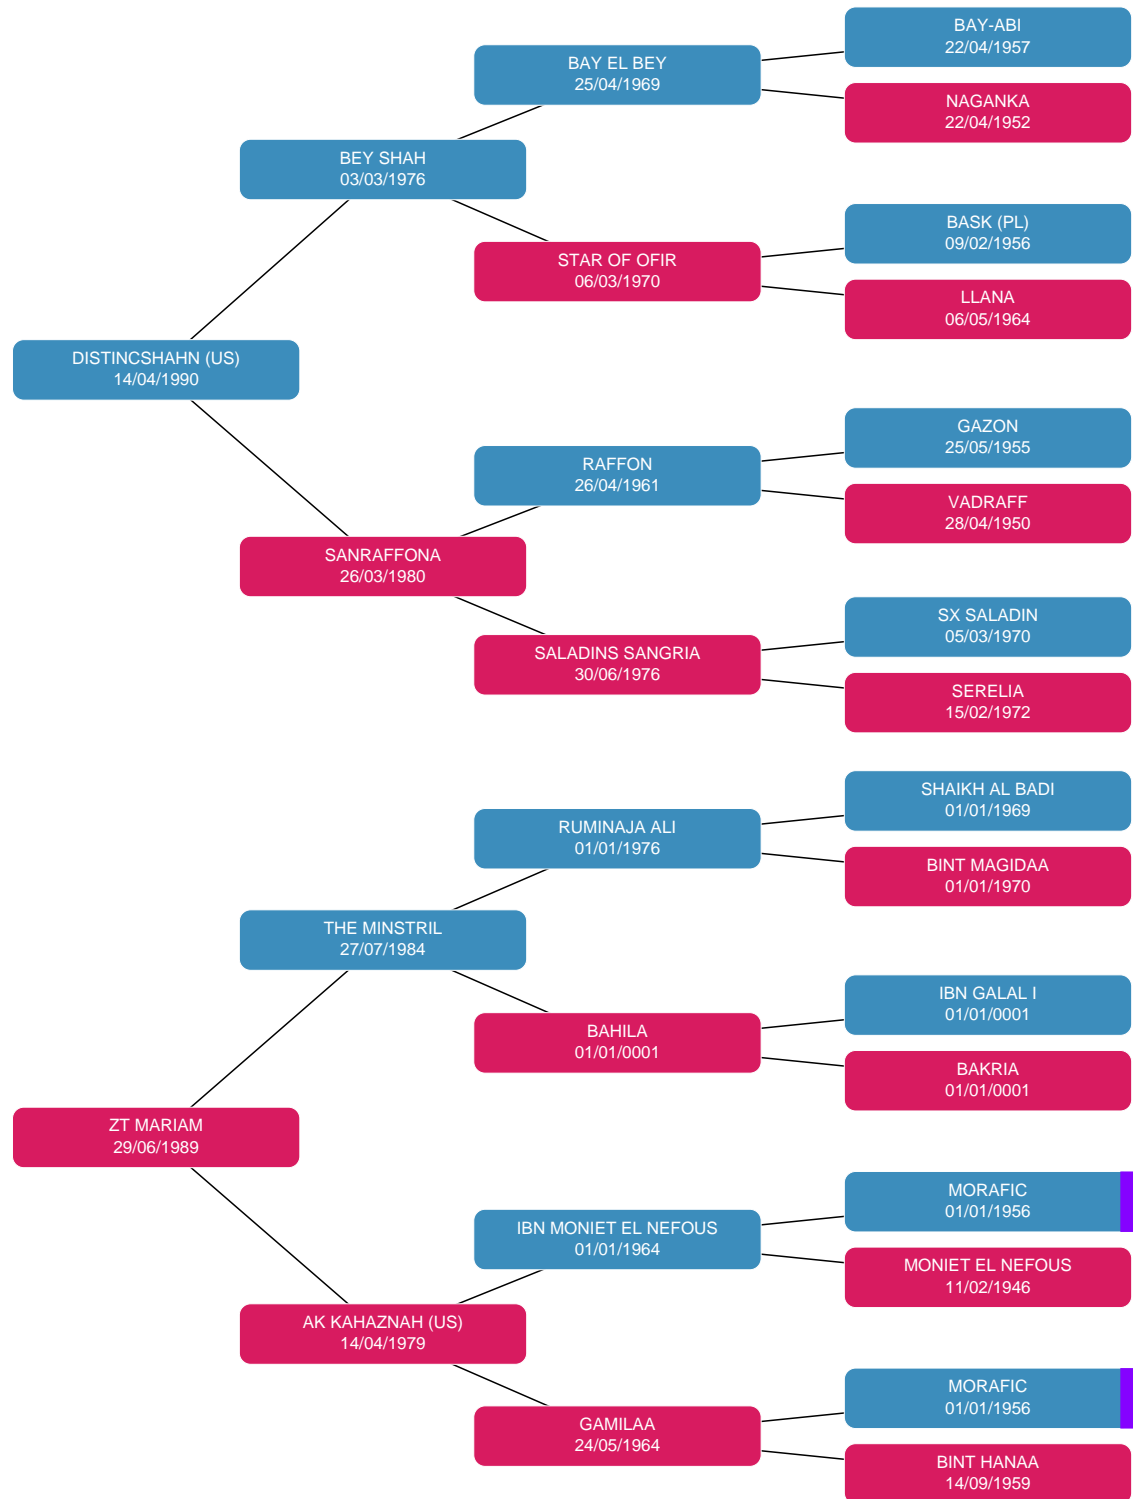 BAY-ABI
22/04/1957
BAY EL BEY
25/04/1969
NAGANKA
22/04/1952
BEY SHAH
03/03/1976
BASK (PL)
09/02/1956
STAR OF OFIR
06/03/1970
LLANA
06/05/1964
DISTINCSHAHN (US)
14/04/1990
GAZON
25/05/1955
RAFFON
26/04/1961
VADRAFF
28/04/1950
SANRAFFONA
26/03/1980
SX SALADIN
05/03/1970
SALADINS SANGRIA
30/06/1976
SERELIA
15/02/1972
SHAIKH AL BADI
01/01/1969
RUMINAJA ALI
01/01/1976
BINT MAGIDAA
01/01/1970
THE MINSTRIL
27/07/1984
IBN GALAL I
01/01/0001
BAHILA
01/01/0001
BAKRIA
01/01/0001
ZT MARIAM
29/06/1989
MORAFIC
01/01/1956
IBN MONIET EL NEFOUS
01/01/1964
MONIET EL NEFOUS
11/02/1946
AK KAHAZNAH (US)
14/04/1979
MORAFIC
01/01/1956
GAMILAA
24/05/1964
BINT HANAA
14/09/1959